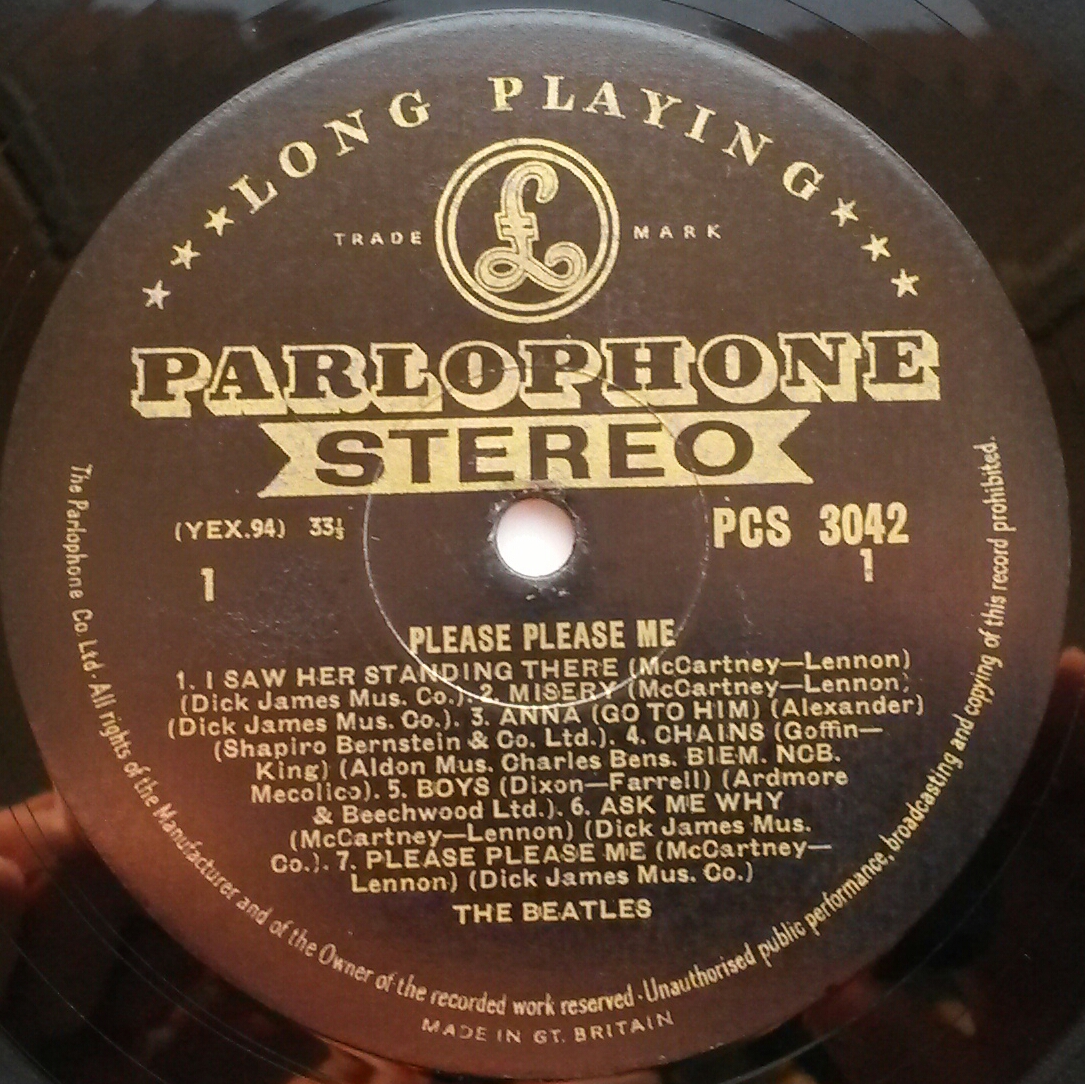 LONG PLAYING
TRADE £ MARK
PARLOPHONE
STEREO
(YEX.94) 33⅓ PCS 3042
1 1
PLEASE PLEASE ME
1. I SAW HER STANDING THERE (McCartney—Lennon)
(Dick James Mus. Co.). 2. MISERY (McCartney—Lennon)
(Dick James Mus. Co.). 3. ANNA (GO TO HIM) (Alexander)
(Shapiro Bernstein & Co. Ltd.). 4. CHAINS (Goffin—
King) (Aldon Mus. Charles Bens. BIEM. NCB.
Mecolico). 5. BOYS (Dixon—Farrell) (Ardmore
& Beechwood Ltd.). 6. ASK ME WHY
(McCartney—Lennon) (Dick James Mus.
Co.). 7. PLEASE PLEASE ME (McCartney—
Lennon) (Dick James Mus. Co.)
THE BEATLES
The Parlophone Co. Ltd · All rights of the Manufacturer and of the Owner of the recorded work reserved · Unauthorised public performance, broadcasting and copying of this record prohibited.
MADE IN GT. BRITAIN